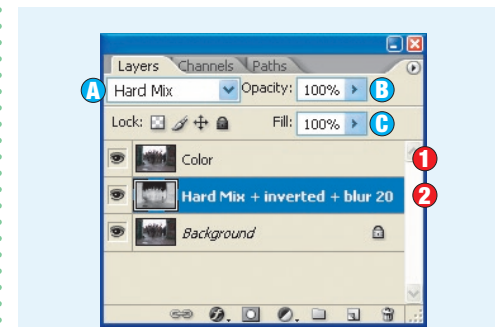 Layers Channels Paths
A Hard Mix Opacity: 100% B
Lock: Fill: 100% C
Color 1
Hard Mix + inverted + blur 20 2
Background